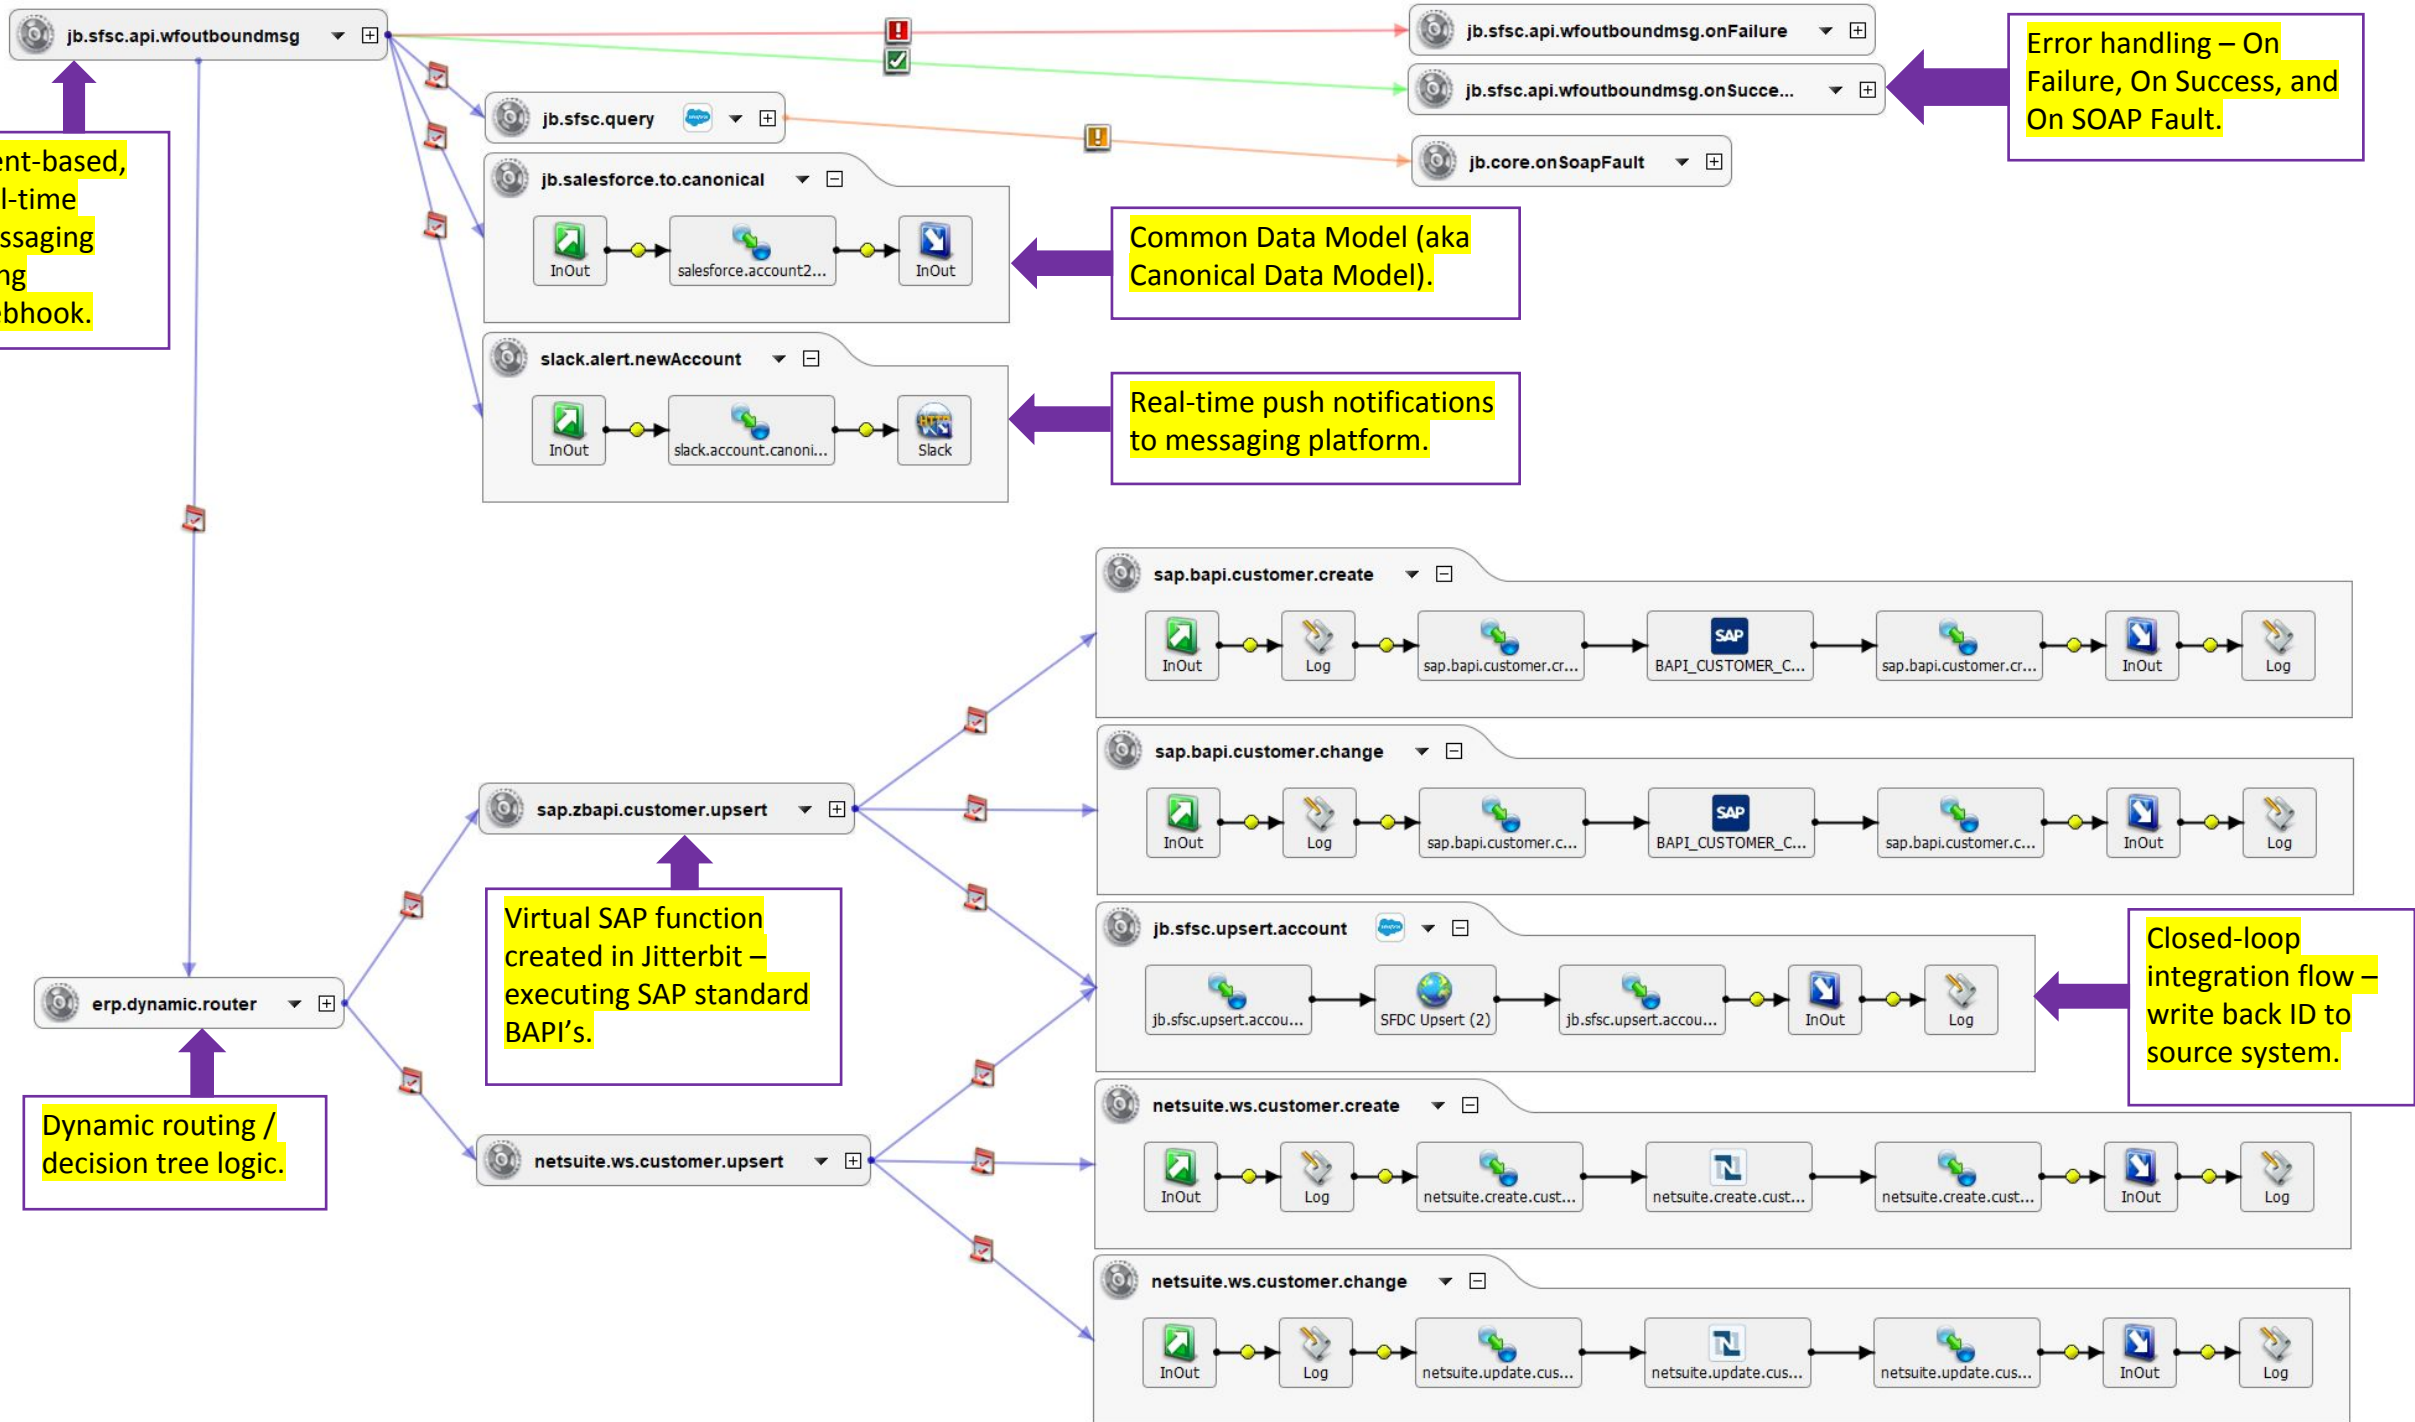 jb.sfsc.api.wfoutboundmsg
jb.sfsc.api.wfoutboundmsg.onFailure
jb.sfsc.api.wfoutboundmsg.onSucce...
Error handling – On
Failure, On Success, and
On SOAP Fault.
jb.sfsc.query
jb.core.onSoapFault
ent-based,
l-time
ssaging
ng
ebhook.
jb.salesforce.to.canonical
InOut
salesforce.account2...
InOut
Common Data Model (aka
Canonical Data Model).
slack.alert.newAccount
InOut
slack.account.canoni...
Slack
Real-time push notifications
to messaging platform.
sap.bapi.customer.create
InOut
Log
sap.bapi.customer.cr...
SAP
BAPI_CUSTOMER_C...
sap.bapi.customer.cr...
InOut
Log
sap.bapi.customer.change
InOut
Log
sap.bapi.customer.c...
SAP
BAPI_CUSTOMER_C...
sap.bapi.customer.c...
InOut
Log
sap.zbapi.customer.upsert
Virtual SAP function
created in Jitterbit –
executing SAP standard
BAPI’s.
jb.sfsc.upsert.account
jb.sfsc.upsert.accou...
SFDC Upsert (2)
jb.sfsc.upsert.accou...
InOut
Log
Closed-loop
integration flow –
write back ID to
source system.
erp.dynamic.router
Dynamic routing /
decision tree logic.
netsuite.ws.customer.upsert
netsuite.ws.customer.create
InOut
Log
netsuite.create.cust...
N
netsuite.create.cust...
netsuite.create.cust...
InOut
Log
netsuite.ws.customer.change
InOut
Log
netsuite.update.cus...
N
netsuite.update.cus...
netsuite.update.cus...
InOut
Log